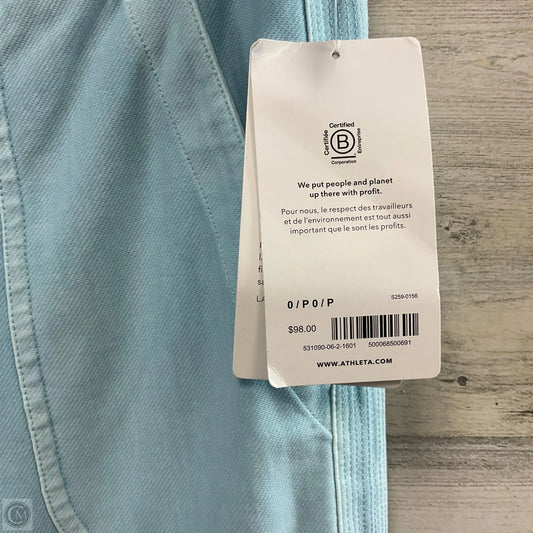 Certified
Certifiée
B
Entreprise
Corporation
We put people and planet
up there with profit.
Pour nous, le respect des travailleurs
et de l'environnement est tout aussi
important que le sont les profits.
S259-0156
0 / P 0 / P
$98.00
531090-06-2-1601 500068500691
WWW.ATHLETA.COM
LA
CM